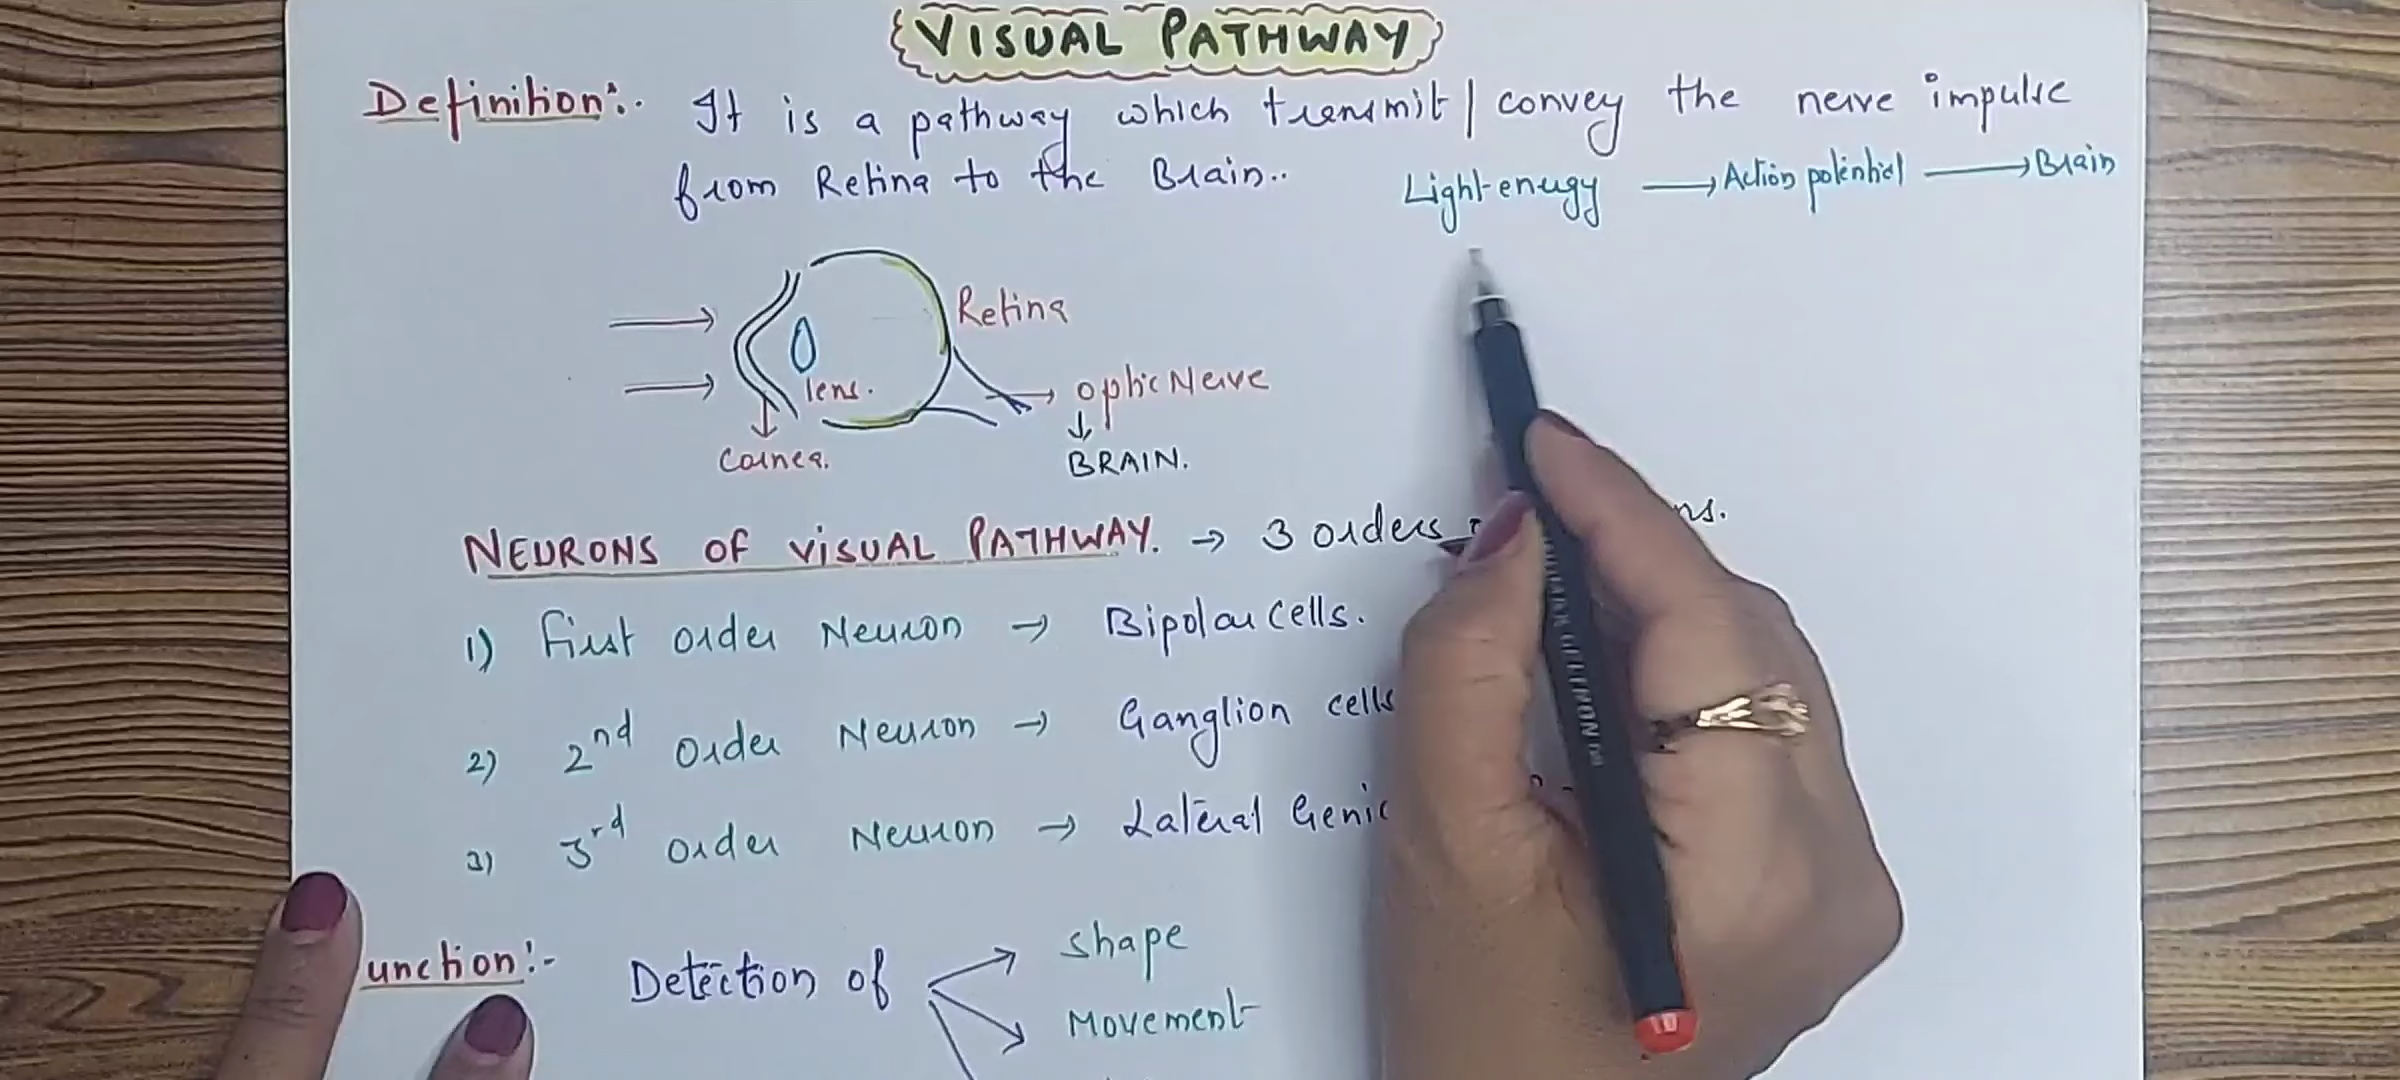 VISUAL PATHWAY
Definition:. It is a pathway which transmit / convey the nerve impulse
from Retina to the Brain..
Light energy → Action potential → Brain
Retina
lens.
Optic Nerve
↓
Cornea.
BRAIN.
NEURONS OF VISUAL PATHWAY. → 3 orders
1) First order Neuron → Bipolar cells.
2) 2nd order Neuron → Ganglion cells
3) 3rd order Neuron → Lateral Genic
unction:- Detection of
Shape
Movement